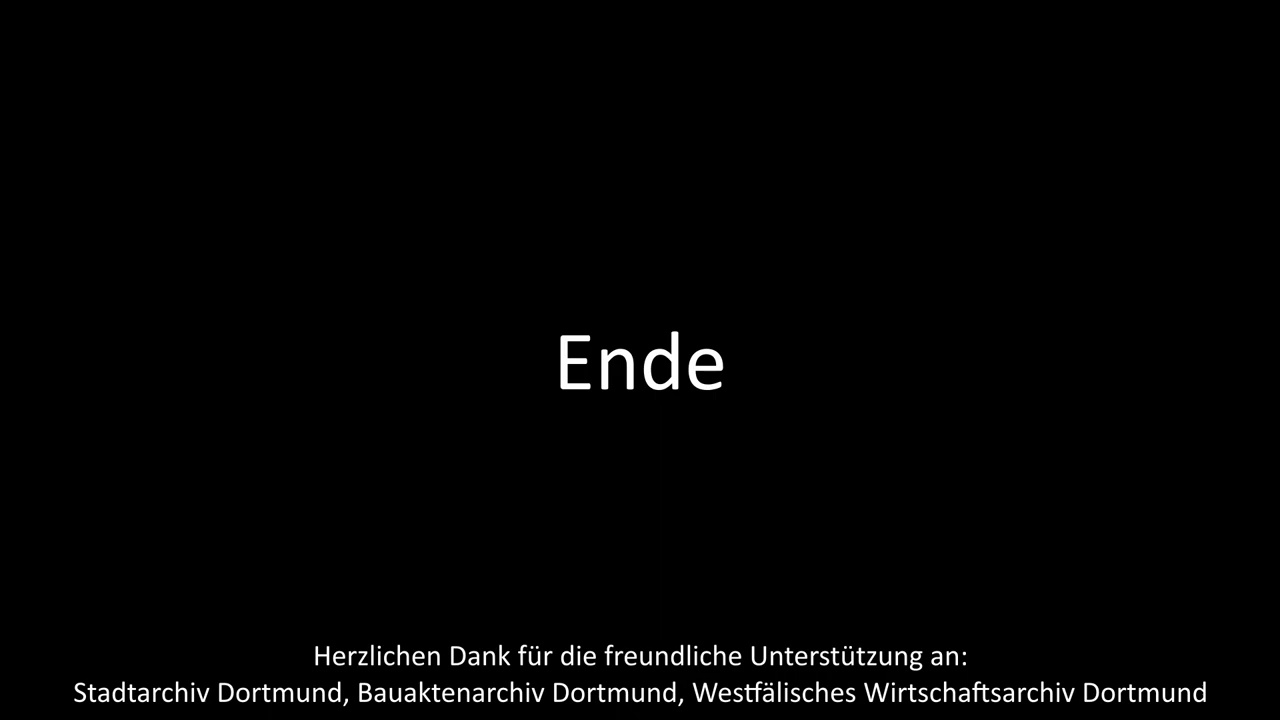 Ende
Herzlichen Dank für die freundliche Unterstützung an:
Stadtarchiv Dortmund, Bauaktenarchiv Dortmund, Westfälisches Wirtschaftsarchiv Dortmund